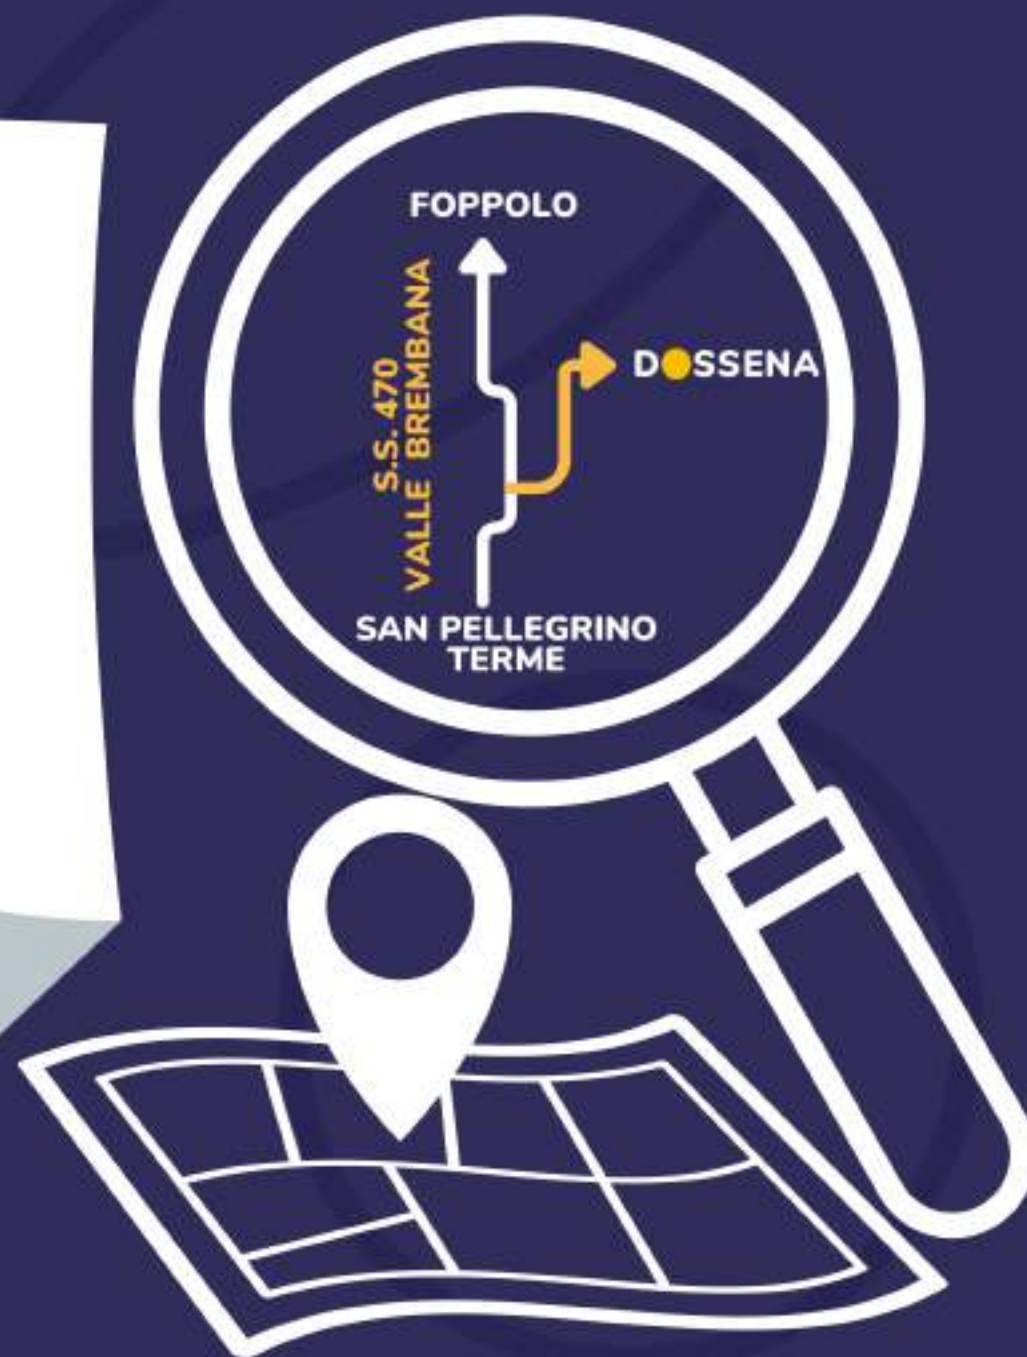 FOPPOLO
S.S. 470
VALLE BREMBANA
DOSSENA
SAN PELLEGRINO
TERME